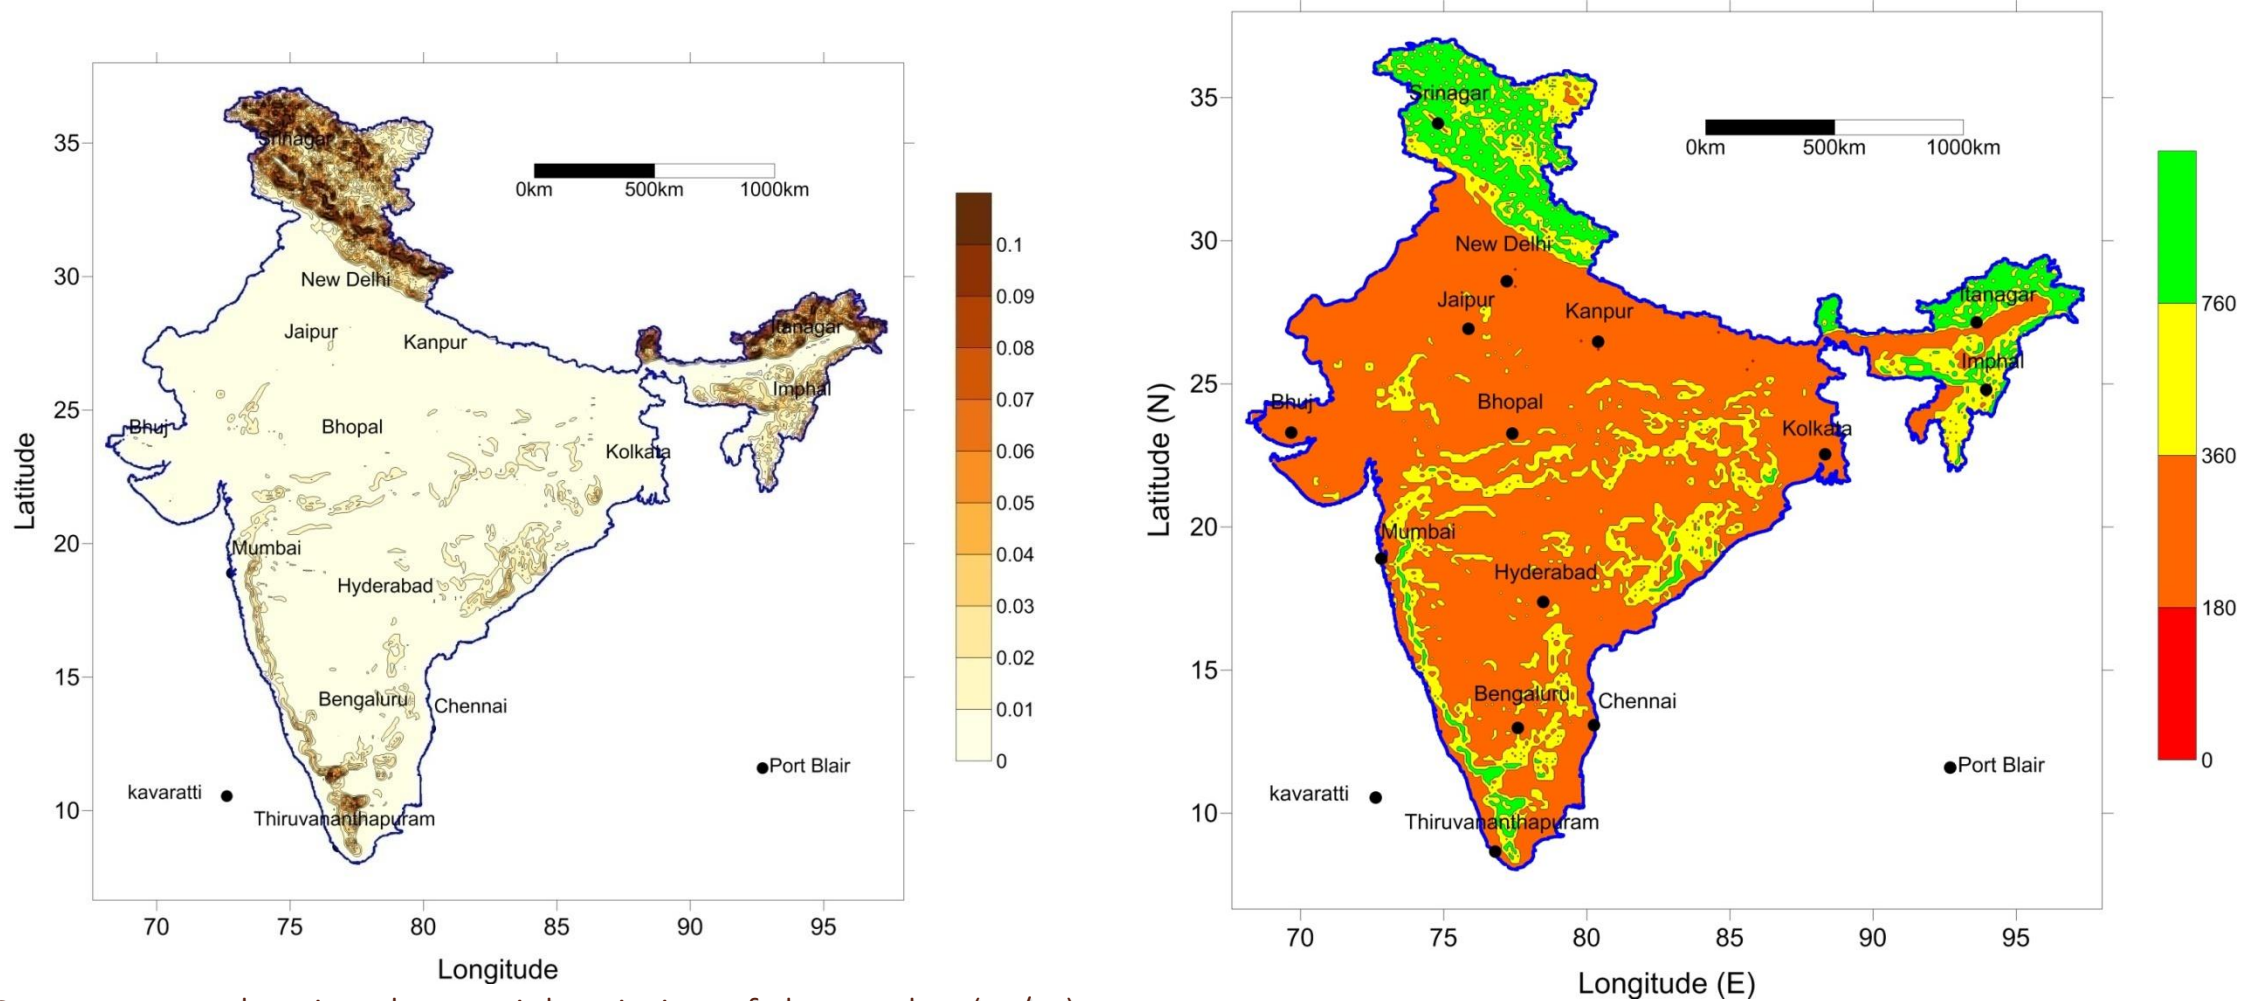 35
30
25
20
15
10
70
75
80
85
90
95
Latitude
Longitude
Srinagar
0km
500km
1000km
New Delhi
Jaipur
Kanpur
Itanagar
Imphal
Bhuj
Bhopal
Kolkata
Mumbai
Hyderabad
Bengaluru
Chennai
Port Blair
kavaratti
Thiruvananthapuram
0.1
0.09
0.08
0.07
0.06
0.05
0.04
0.03
0.02
0.01
0
35
30
25
20
15
10
70
75
80
85
90
95
Latitude (N)
Longitude (E)
Srinagar
0km
500km
1000km
New Delhi
Jaipur
Kanpur
Itanagar
Imphal
Bhuj
Bhopal
Kolkata
Mumbai
Hyderabad
Bengaluru
Chennai
Port Blair
kavaratti
Thiruvananthapuram
760
360
180
0